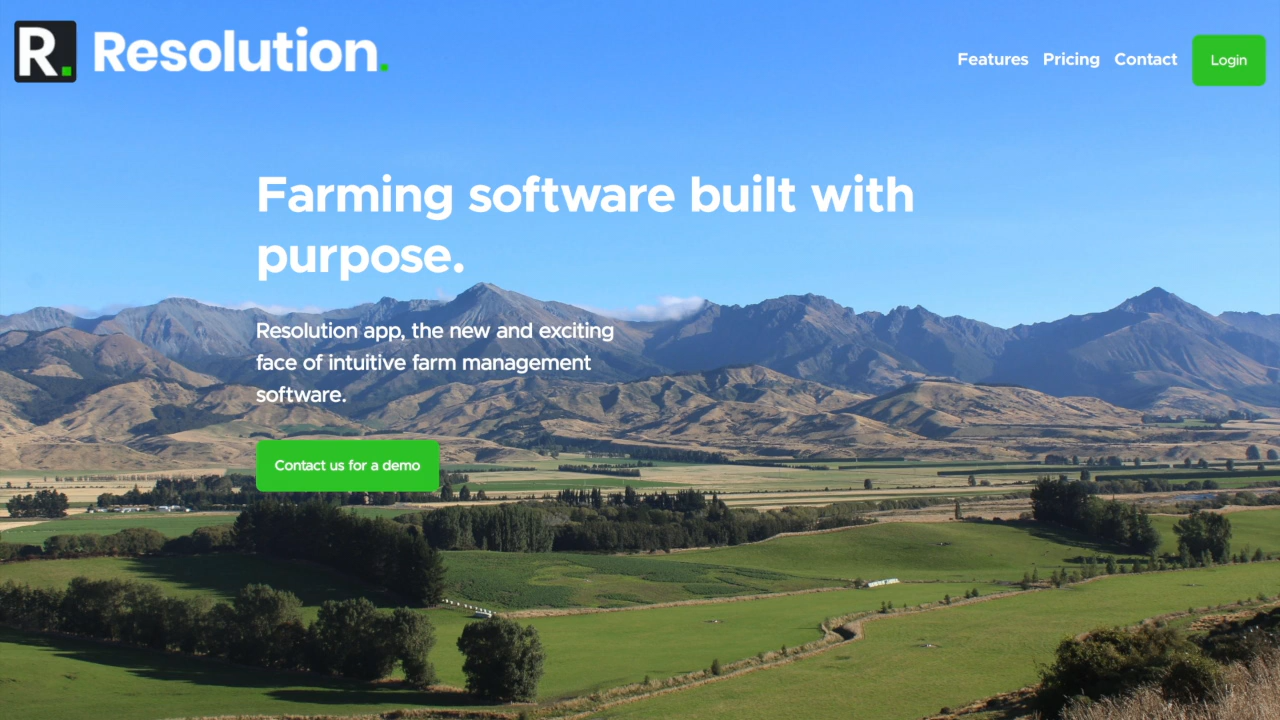 R.
Resolution.
Features
Pricing
Contact
Login
Farming software built with
purpose.
Resolution app, the new and exciting
face of intuitive farm management
software.
Contact us for a demo